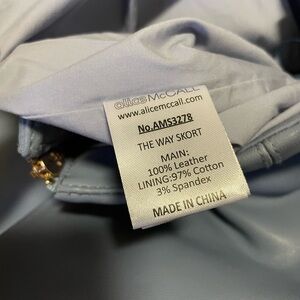 alice McCALL
www.alicemccall.com
No.AMS3278
THE WAY SKORT
MAIN:
100% Leather
LINING:97% Cotton
3% Spandex
MADE IN CHINA